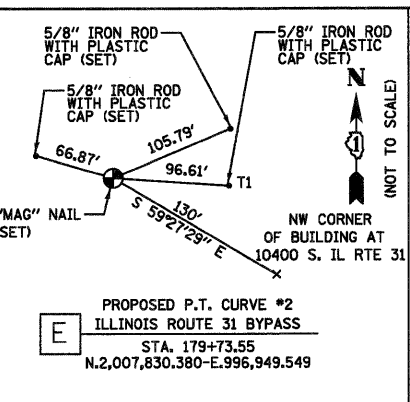 5/8" IRON ROD
WITH PLASTIC
CAP (SET)
5/8" IRON ROD
WITH PLASTIC
CAP (SET)
5/8" IRON ROD
WITH PLASTIC
CAP (SET)
N
105.79'
66.87'
96.61'
T1
1
(NOT TO SCALE)
"MAG" NAIL
SET)
130'
S 59°27'29" E
NW CORNER
OF BUILDING AT
10400 S. IL RTE 31
E
PROPOSED P.T. CURVE #2
ILLINOIS ROUTE 31 BYPASS
STA. 179+73.55
N.2,007,830.380-E.996,949.549